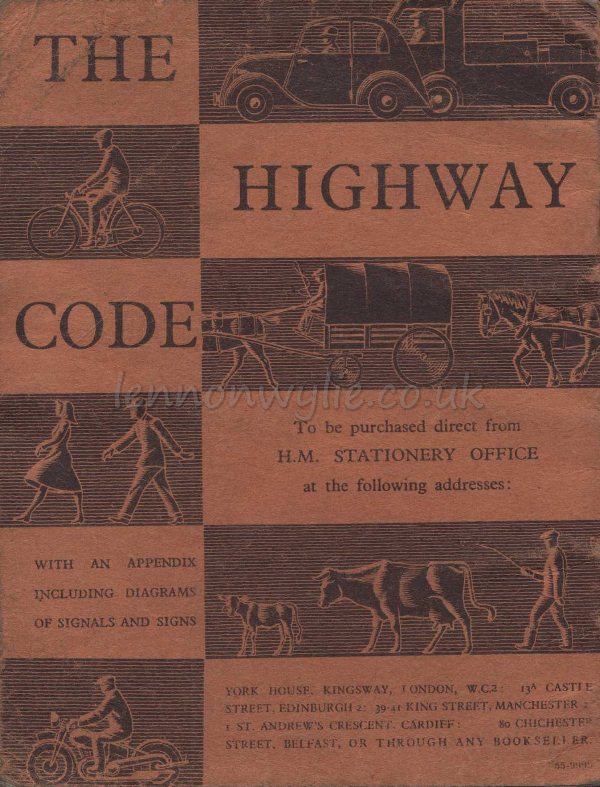 THE
HIGHWAY
CODE
lennonwylie.co.uk
To be purchased direct from
H.M. STATIONERY OFFICE
at the following addresses:
WITH AN APPENDIX
INCLUDING DIAGRAMS
OF SIGNALS AND SIGNS
YORK HOUSE, KINGSWAY, LONDON, W.C.2: 13A CASTLE
STREET, EDINBURGH 2: 39-41 KING STREET, MANCHESTER 2
1 ST. ANDREW'S CRESCENT, CARDIFF: 80 CHICHESTER
STREET, BELFAST, OR THROUGH ANY BOOKSELLER.